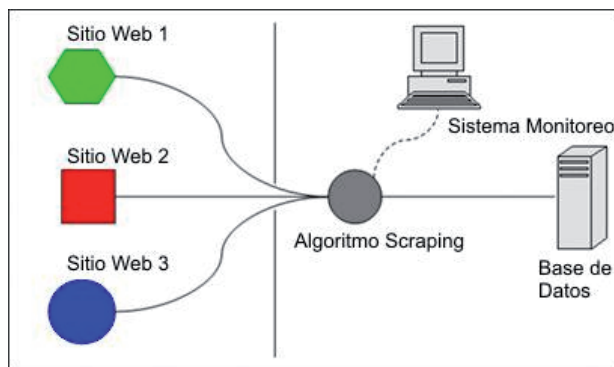 Sitio Web 1
Sitio Web 2
Sitio Web 3
Sistema Monitoreo
Algoritmo Scraping
Base de
Datos